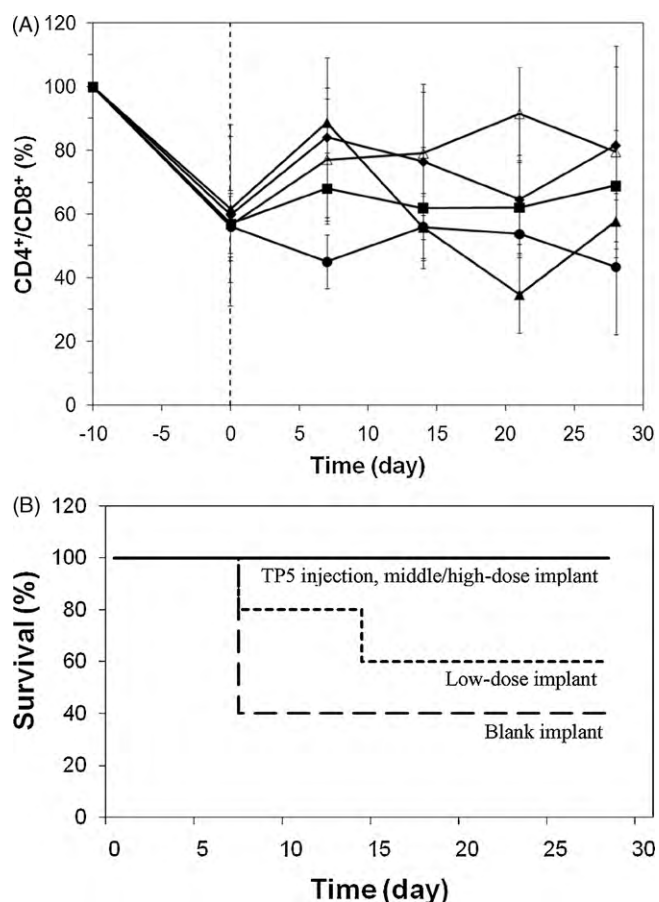 (A)
120
100
80
60
40
20
0
CD4⁺/CD8⁺ (%)
-10 -5 0 5 10 15 20 25 30
Time (day)
(B)
120
100
80
60
40
20
0
Survival (%)
TP5 injection, middle/high-dose implant
Low-dose implant
Blank implant
0 5 10 15 20 25 30
Time (day)